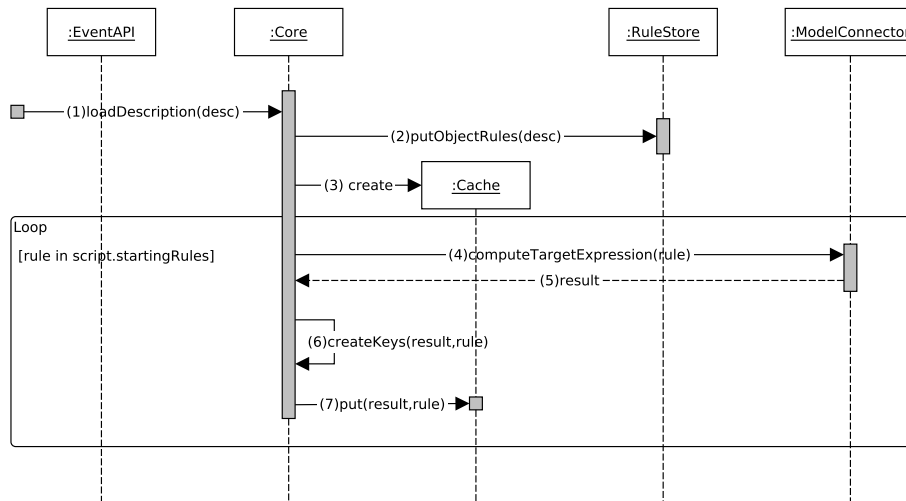 :EventAPI
:Core
:RuleStore
:ModelConnector
(1)loadDescription(desc)
(2)putObjectRules(desc)
(3) create
:Cache
Loop
[rule in script.startingRules]
(4)computeTargetExpression(rule)
(5)result
(6)createKeys(result,rule)
(7)put(result,rule)